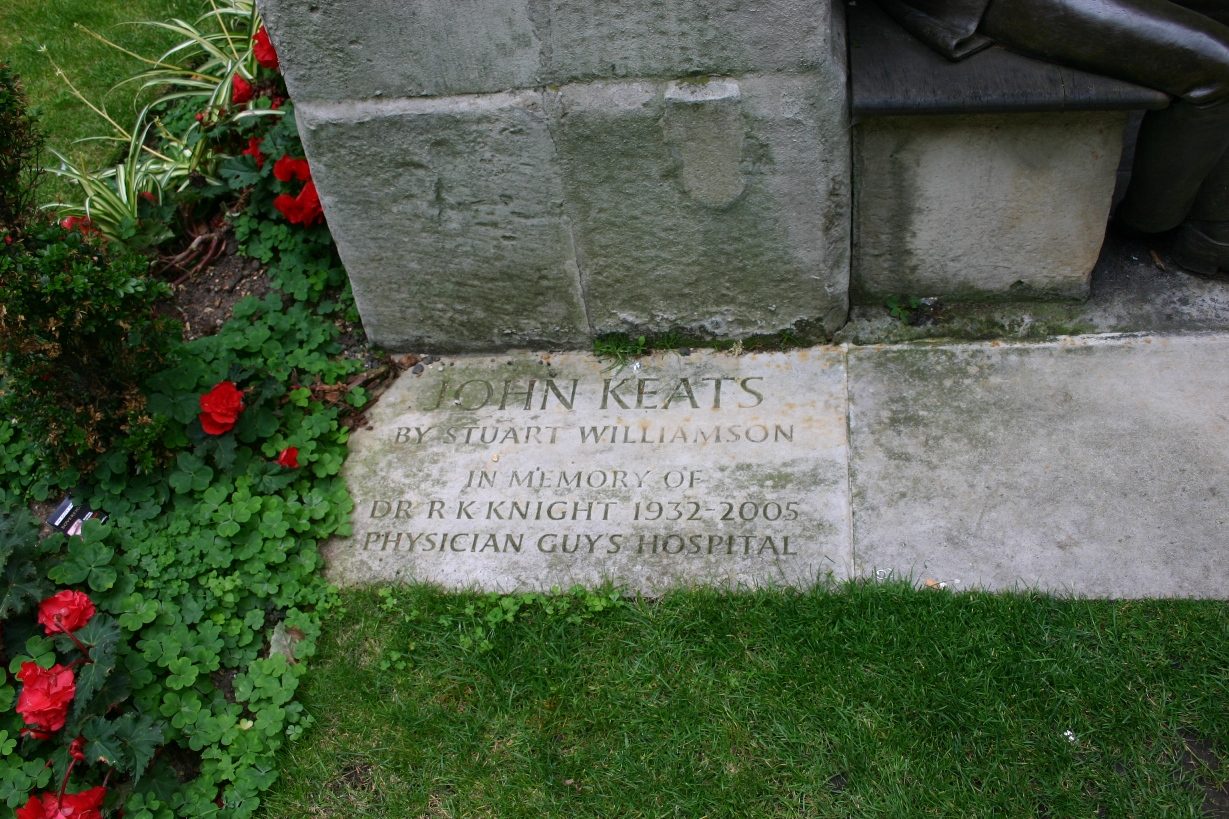 JOHN KEATS
BY STUART WILLIAMSON
IN MEMORY OF
DR R K KNIGHT 1932-2005
PHYSICIAN GUYS HOSPITAL